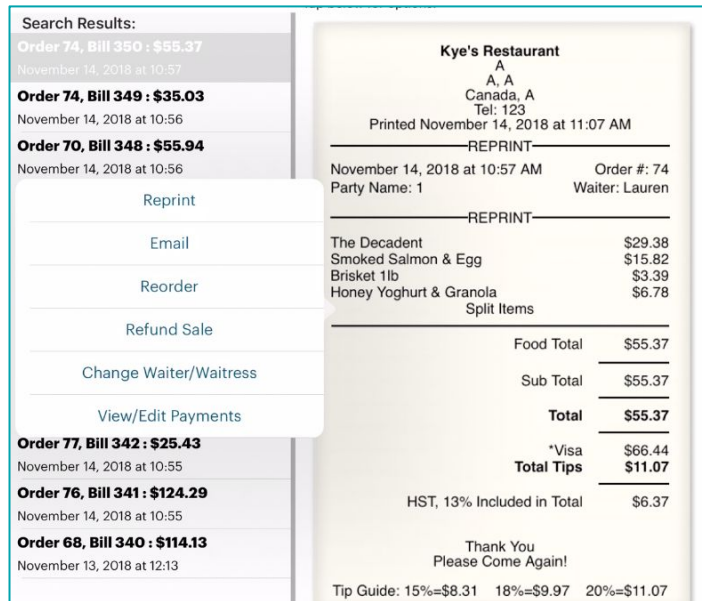 Search Results:
Order 74, Bill 350 : $55.37
November 14, 2018 at 10:57
Order 74, Bill 349 : $35.03
November 14, 2018 at 10:56
Order 70, Bill 348 : $55.94
November 14, 2018 at 10:56
Reprint
Email
Reorder
Refund Sale
Change Waiter/Waitress
View/Edit Payments
Order 77, Bill 342 : $25.43
November 14, 2018 at 10:55
Order 76, Bill 341 : $124.29
November 14, 2018 at 10:55
Order 68, Bill 340 : $114.13
November 13, 2018 at 12:13
Kye's Restaurant
A
A, A
Canada, A
Tel: 123
Printed November 14, 2018 at 11:07 AM
REPRINT
November 14, 2018 at 10:57 AM Order #: 74
Party Name: 1 Waiter: Lauren
REPRINT
The Decadent $29.38
Smoked Salmon & Egg $15.82
Brisket 1lb $3.39
Honey Yoghurt & Granola $6.78
Split Items
Food Total $55.37
Sub Total $55.37
Total $55.37
*Visa $66.44
Total Tips $11.07
HST, 13% Included in Total $6.37
Thank You
Please Come Again!
Tip Guide: 15%=$8.31 18%=$9.97 20%=$11.07